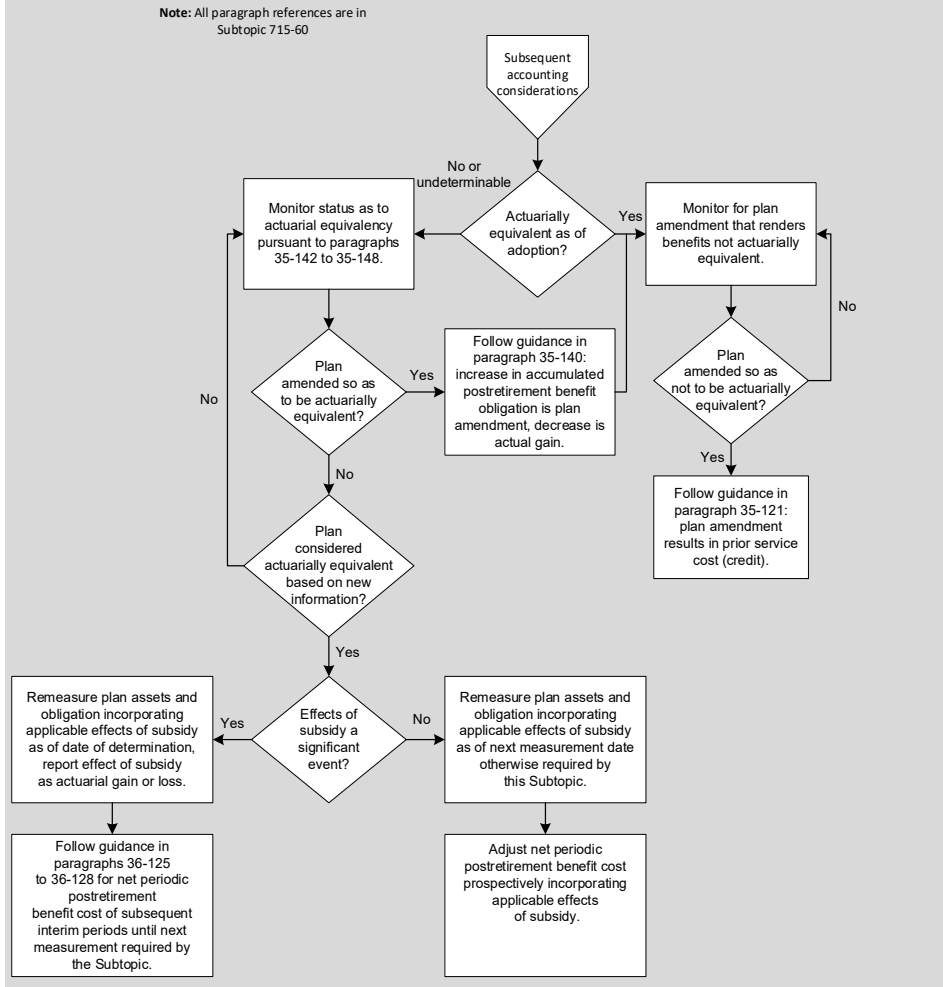 Note: All paragraph references are in
Subtopic 715-60
Subsequent
accounting
considerations
No or
undeterminable
Actuarially
equivalent as of
adoption?
Yes
Monitor status as to
actuarial equivalency
pursuant to paragraphs
35-142 to 35-148.
Monitor for plan
amendment that renders
benefits not actuarially
equivalent.
No
Plan
amended so as
to be actuarially
equivalent?
Yes
Follow guidance in
paragraph 35-140:
increase in accumulated
postretirement benefit
obligation is plan
amendment, decrease is
actual gain.
Plan
amended so as
not to be actuarially
equivalent?
No
No
Yes
Follow guidance in
paragraph 35-121:
plan amendment
results in prior service
cost (credit).
Plan
considered
actuarially equivalent
based on new
information?
Yes
Remeasure plan assets and
obligation incorporating
applicable effects of subsidy
as of date of determination,
report effect of subsidy
as actuarial gain or loss.
Yes
Effects of
subsidy a
significant
event?
No
Remeasure plan assets and
obligation incorporating
applicable effects of subsidy
as of next measurement date
otherwise required by
this Subtopic.
Follow guidance in
paragraphs 36-125
to 36-128 for net periodic
postretirement
benefit cost of subsequent
interim periods until next
measurement required by
the Subtopic.
Adjust net periodic
postretirement benefit cost
prospectively incorporating
applicable effects
of subsidy.